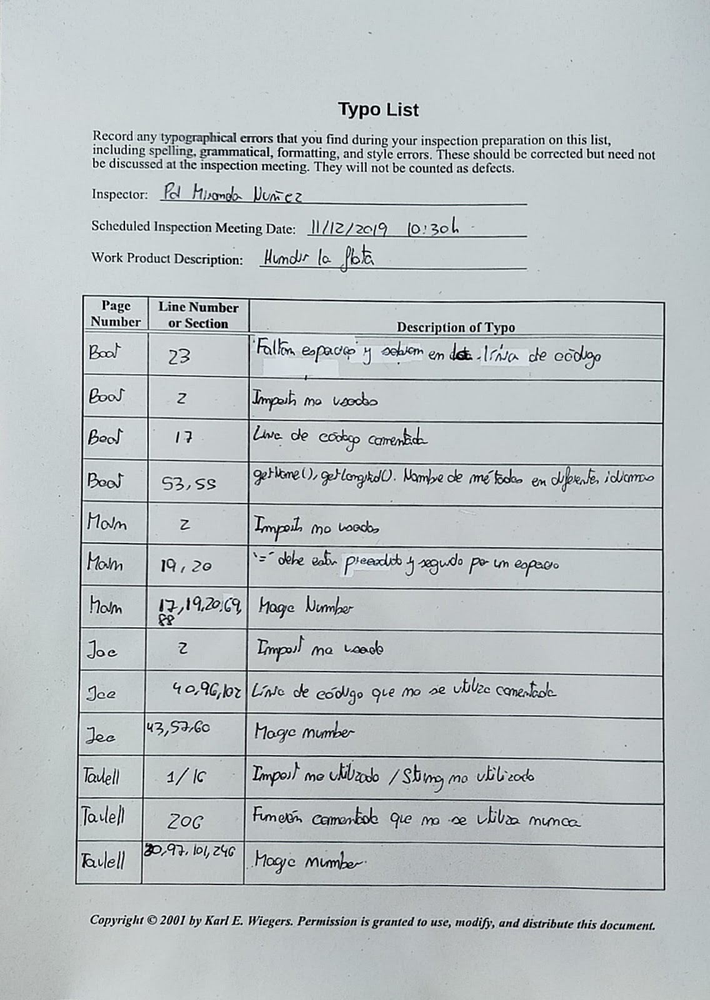 Typo List
Record any typographical errors that you find during your inspection preparation on this list,
including spelling, grammatical, formatting, and style errors. These should be corrected but need not
be discussed at the inspection meeting. They will not be counted as defects.
Inspector: Pol Miranda Nuñez
Scheduled Inspection Meeting Date: 11/12/2019 10:30h
Work Product Description: Hundir la flota
Page Number
Line Number or Section
Description of Typo
Boat 23 Faltan espacios y sobran en línea de código
Boat 2 Imports no usados
Boat 17 Línea de código comentada
Boat 53, 55 getName(), getLongitud(). Nombre de métodos en diferentes idiomas
Main 2 Imports no usados
Main 19, 20 "=" debe estar precedido y seguido por un espacio
Main 17, 19, 20, 69, 88 Magic Number
Joc 2 Import no usado
Joc 40, 96, 102 Línea de código que no se utiliza comentada
Joc 43, 57, 60 Magic number
Taulell 1/16 Import no utilizado / String no utilizado
Taulell 206 Función comentada que no se utiliza nunca
Taulell 30, 97, 101, 246 Magic number
Copyright © 2001 by Karl E. Wiegers. Permission is granted to use, modify, and distribute this document.